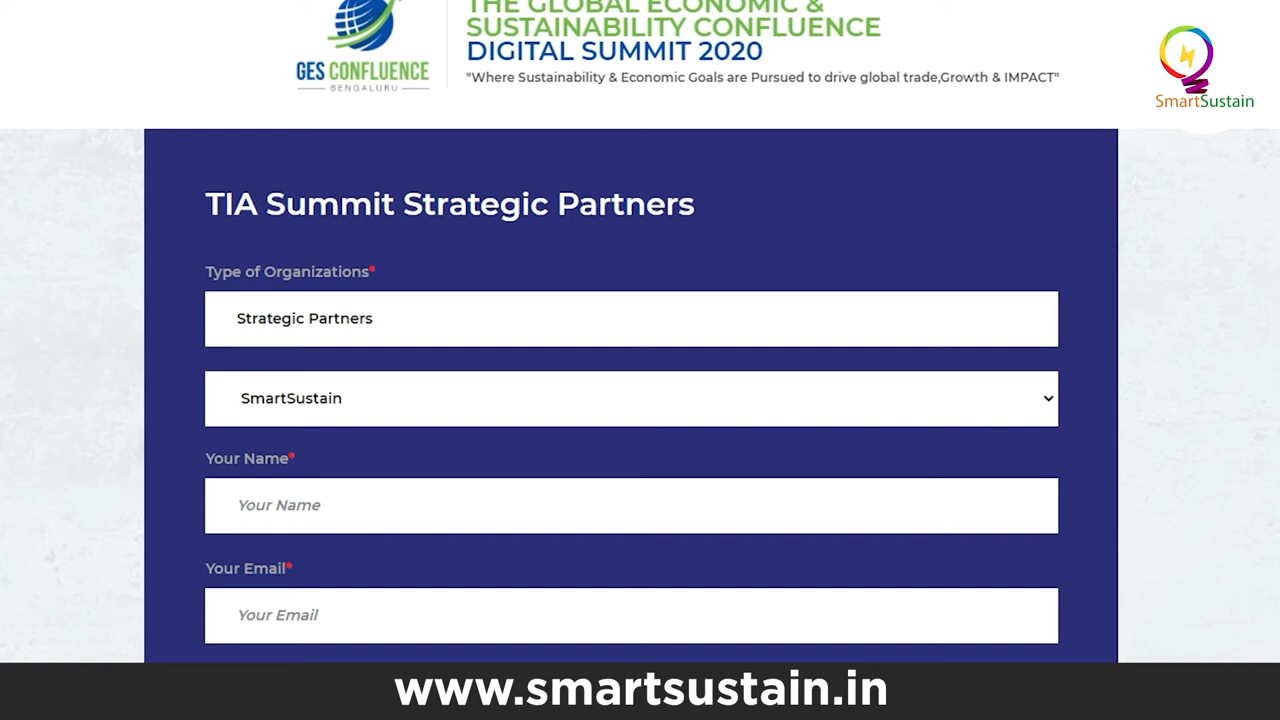 THE GLOBAL ECONOMIC &
SUSTAINABILITY CONFLUENCE
DIGITAL SUMMIT 2020
"Where Sustainability & Economic Goals are Pursued to drive global trade,Growth & IMPACT"
GES CONFLUENCE
BENGALURU
SmartSustain
TIA Summit Strategic Partners
Type of Organizations*
Strategic Partners
SmartSustain
Your Name*
Your Name
Your Email*
Your Email
www.smartsustain.in